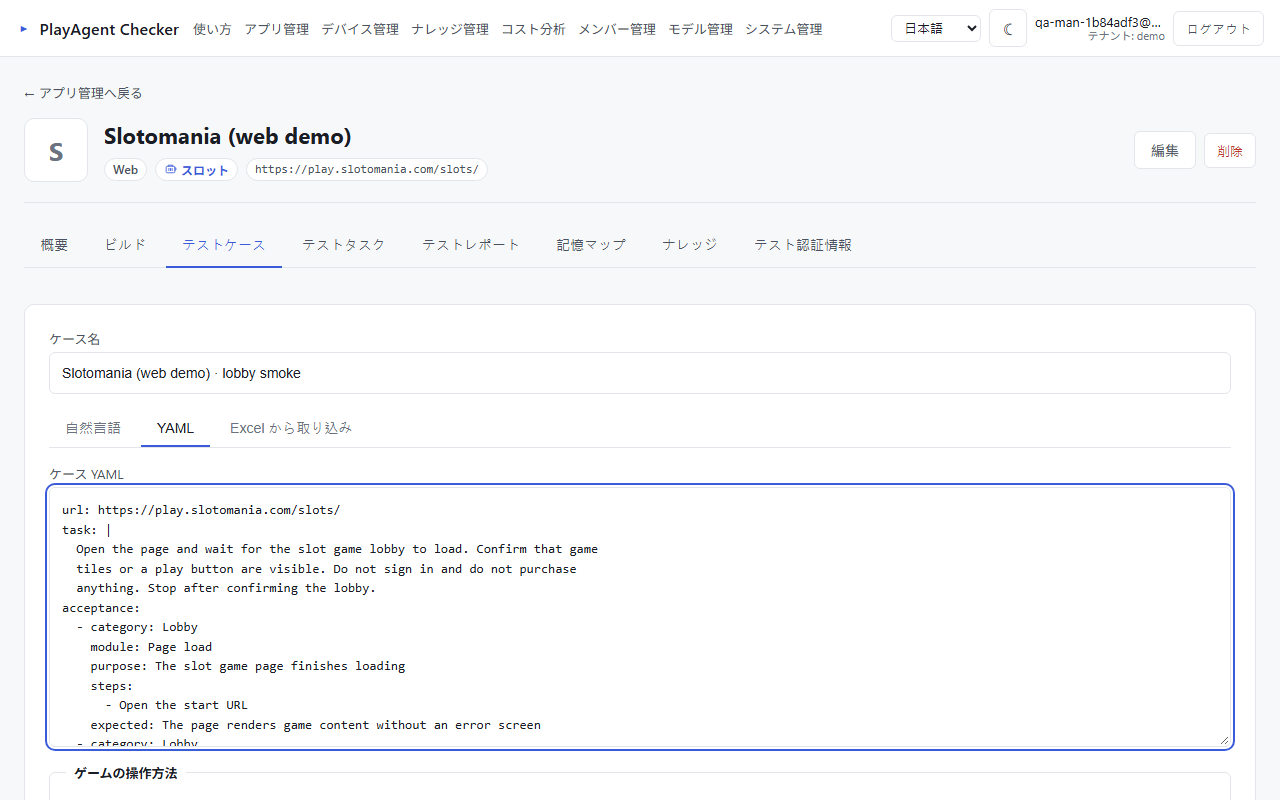 PlayAgent Checker 使い方 アプリ管理 デバイス管理 ナレッジ管理 コスト分析 メンバー管理 モデル管理 システム管理 日本語 qa-man-1b84adf3@... ログアウト
テナント: demo
← アプリ管理へ戻る
S
Slotomania (web demo)
Web スロット https://play.slotomania.com/slots/
編集 削除
概要 ビルド テストケース テストタスク テストレポート 記憶マップ ナレッジ テスト認証情報
ケース名
Slotomania (web demo) · lobby smoke
自然言語 YAML Excel から取り込み
ケース YAML
url: https://play.slotomania.com/slots/
task: |
Open the page and wait for the slot game lobby to load. Confirm that game
tiles or a play button are visible. Do not sign in and do not purchase
anything. Stop after confirming the lobby.
acceptance:
- category: Lobby
module: Page load
purpose: The slot game page finishes loading
steps:
- Open the start URL
expected: The page renders game content without an error screen
- category: Lobby
ゲームの操作方法